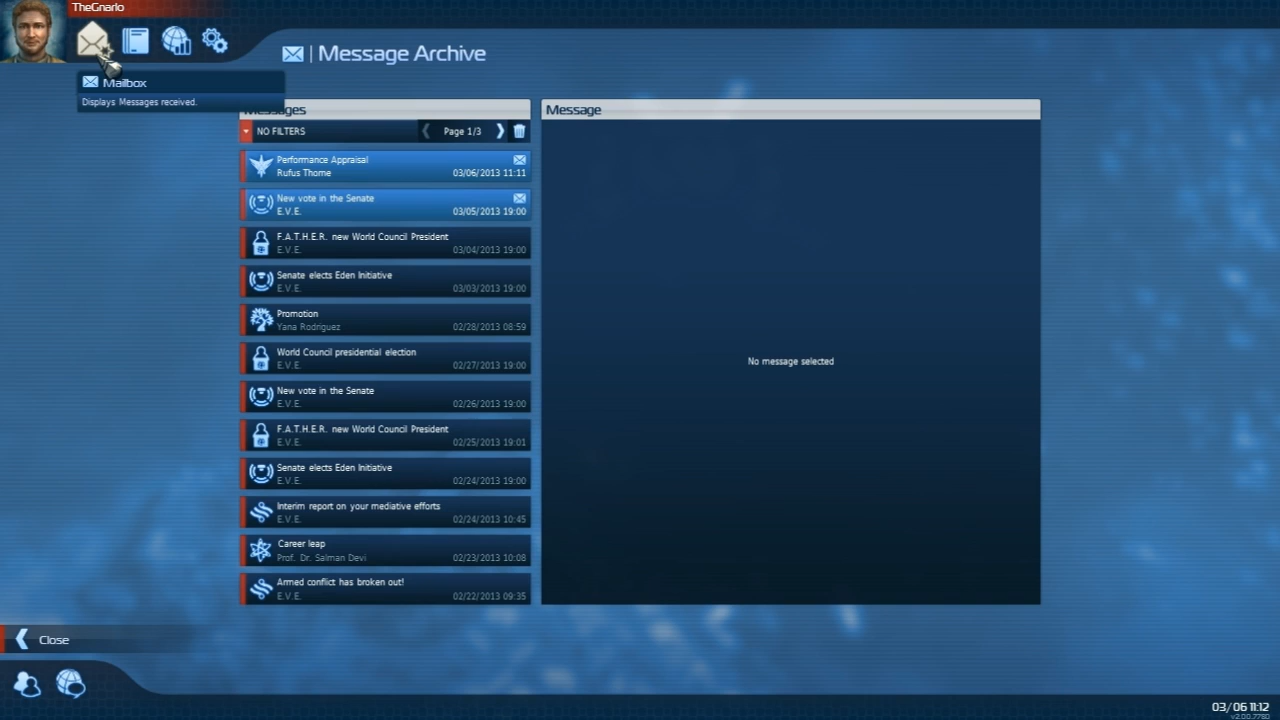 TheGnarlo
| Message Archive
Mailbox
Displays Messages received.
Message
NO FILTERS
Page 1/3
Performance Appraisal
Rufus Thorne
03/06/2013 11:11
New vote in the Senate
E.V.E.
03/05/2013 19:00
F.A.T.H.E.R. new World Council President
E.V.E.
03/04/2013 19:00
Senate elects Eden Initiative
E.V.E.
03/03/2013 19:00
Promotion
Yana Rodriguez
02/28/2013 08:59
World Council presidential election
E.V.E.
02/27/2013 19:00
New vote in the Senate
E.V.E.
02/26/2013 19:00
F.A.T.H.E.R. new World Council President
E.V.E.
02/25/2013 19:01
Senate elects Eden Initiative
E.V.E.
02/24/2013 19:00
Interim report on your mediative efforts
E.V.E.
02/24/2013 10:45
Career leap
Prof. Dr. Salman Devi
02/23/2013 10:08
Armed conflict has broken out!
E.V.E.
02/22/2013 09:35
No message selected
Close
03/06 11:12